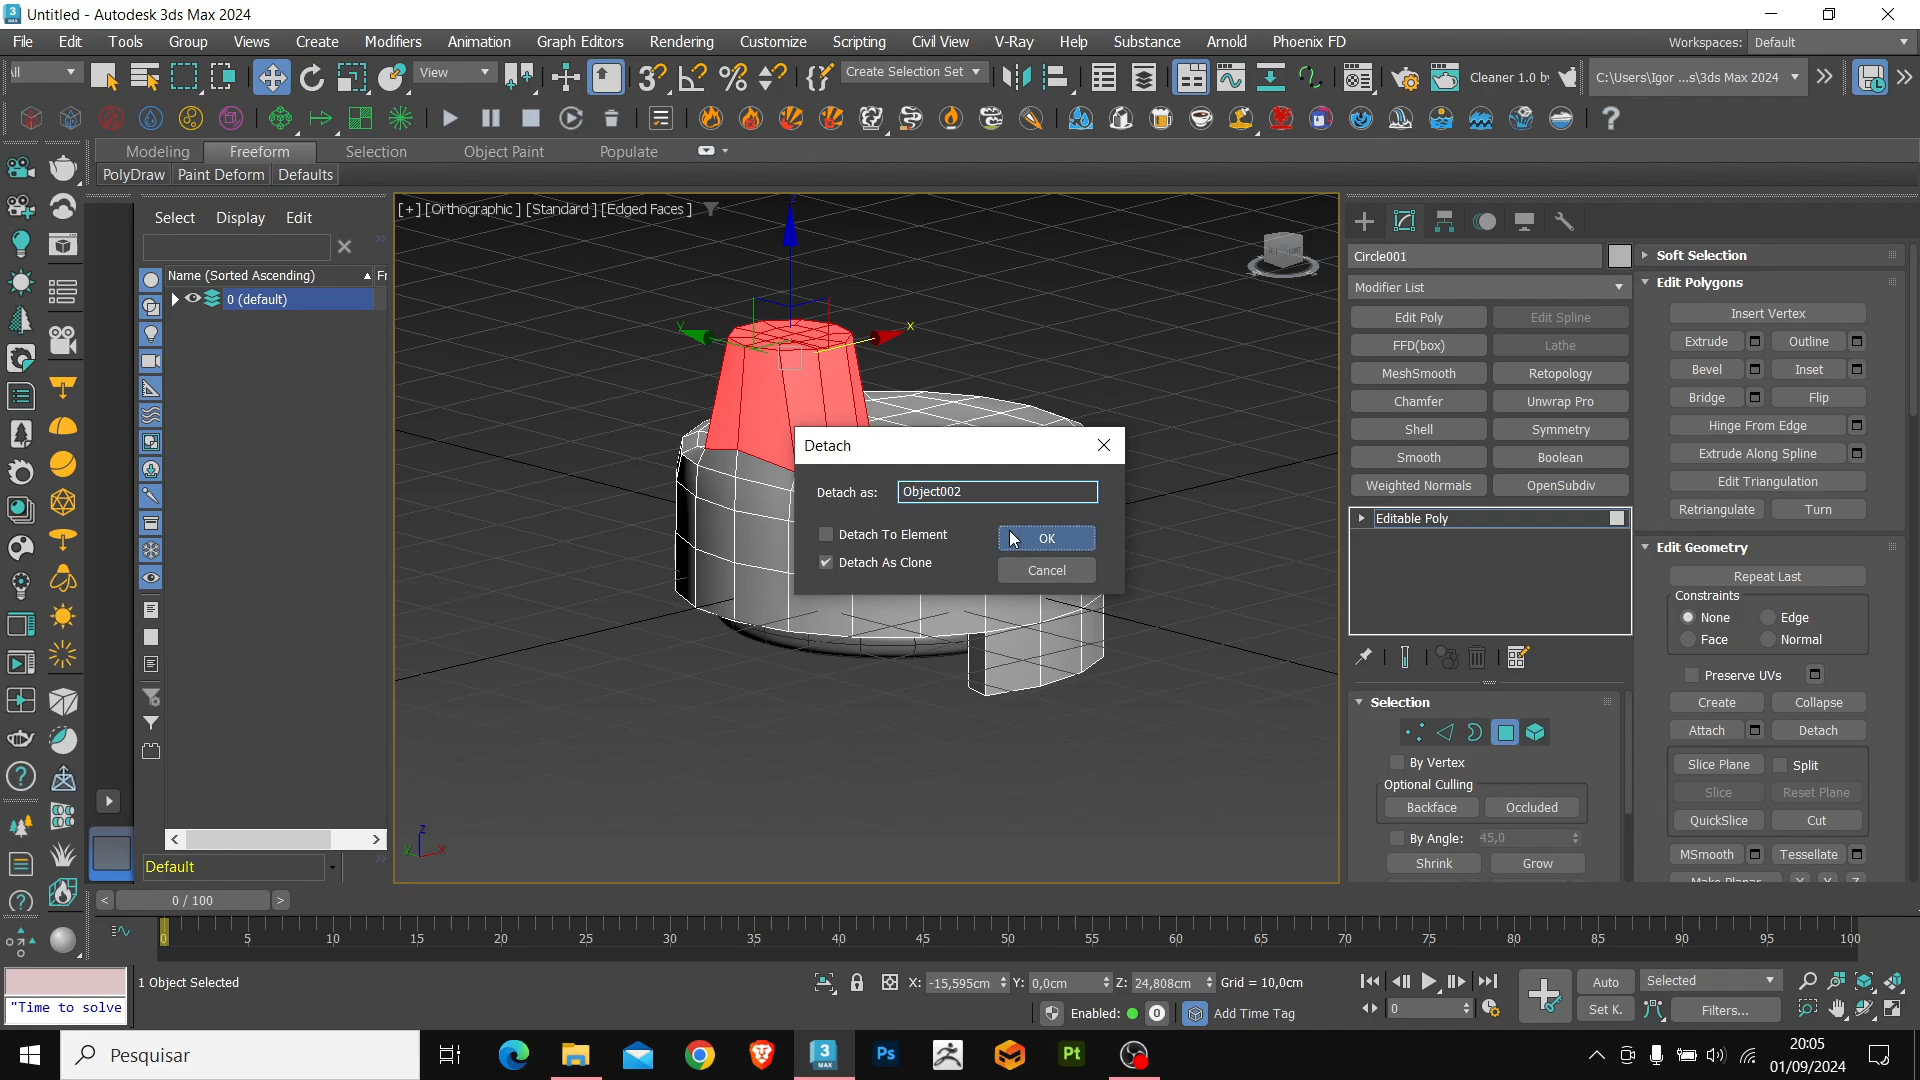 Untitled - Autodesk 3ds Max 2024
File Edit Tools Group Views Create Modifiers Animation Graph Editors Rendering Customize Scripting Civil View V-Ray Help Substance Arnold Phoenix FD Workspaces: Default
View Create Selection Set Cleaner 1.0 by C:\Users\Igor ...s\3ds Max 2024
Modeling Freeform Selection Object Paint Populate
PolyDraw Paint Deform Defaults
Select Display Edit
Name (Sorted Ascending) Fr
0 (default)
Default
[+] [Orthographic ] [Standard ] [Edged Faces ]
z
y
x
Detach
Detach as: Object002
Detach To Element
Detach As Clone
OK
Cancel
Circle001
Modifier List
Edit Poly Edit Spline
FFD(box) Lathe
MeshSmooth Retopology
Chamfer Unwrap Pro
Shell Symmetry
Smooth Boolean
Weighted Normals OpenSubdiv
Editable Poly
Selection
By Vertex
Optional Culling
Backface Occluded
By Angle: 45,0
Shrink Grow
Soft Selection
Edit Polygons
Insert Vertex
Extrude Outline
Bevel Inset
Bridge Flip
Hinge From Edge
Extrude Along Spline
Edit Triangulation
Retriangulate Turn
Edit Geometry
Repeat Last
Constraints
None Edge
Face Normal
Preserve UVs
Create Collapse
Attach Detach
Slice Plane Split
Slice Reset Plane
QuickSlice Cut
MSmooth Tessellate
Make Planar X Y Z
0 / 100
0 5 10 15 20 25 30 35 40 45 50 55 60 65 70 75 80 85 90 95 100
"Time to solve
1 Object Selected
X: -15,595cm Y: 0,0cm Z: 24,808cm Grid = 10,0cm
Enabled: 0 Add Time Tag
0
Auto Selected
Set K. Filters...
Pesquisar
20:05
01/09/2024